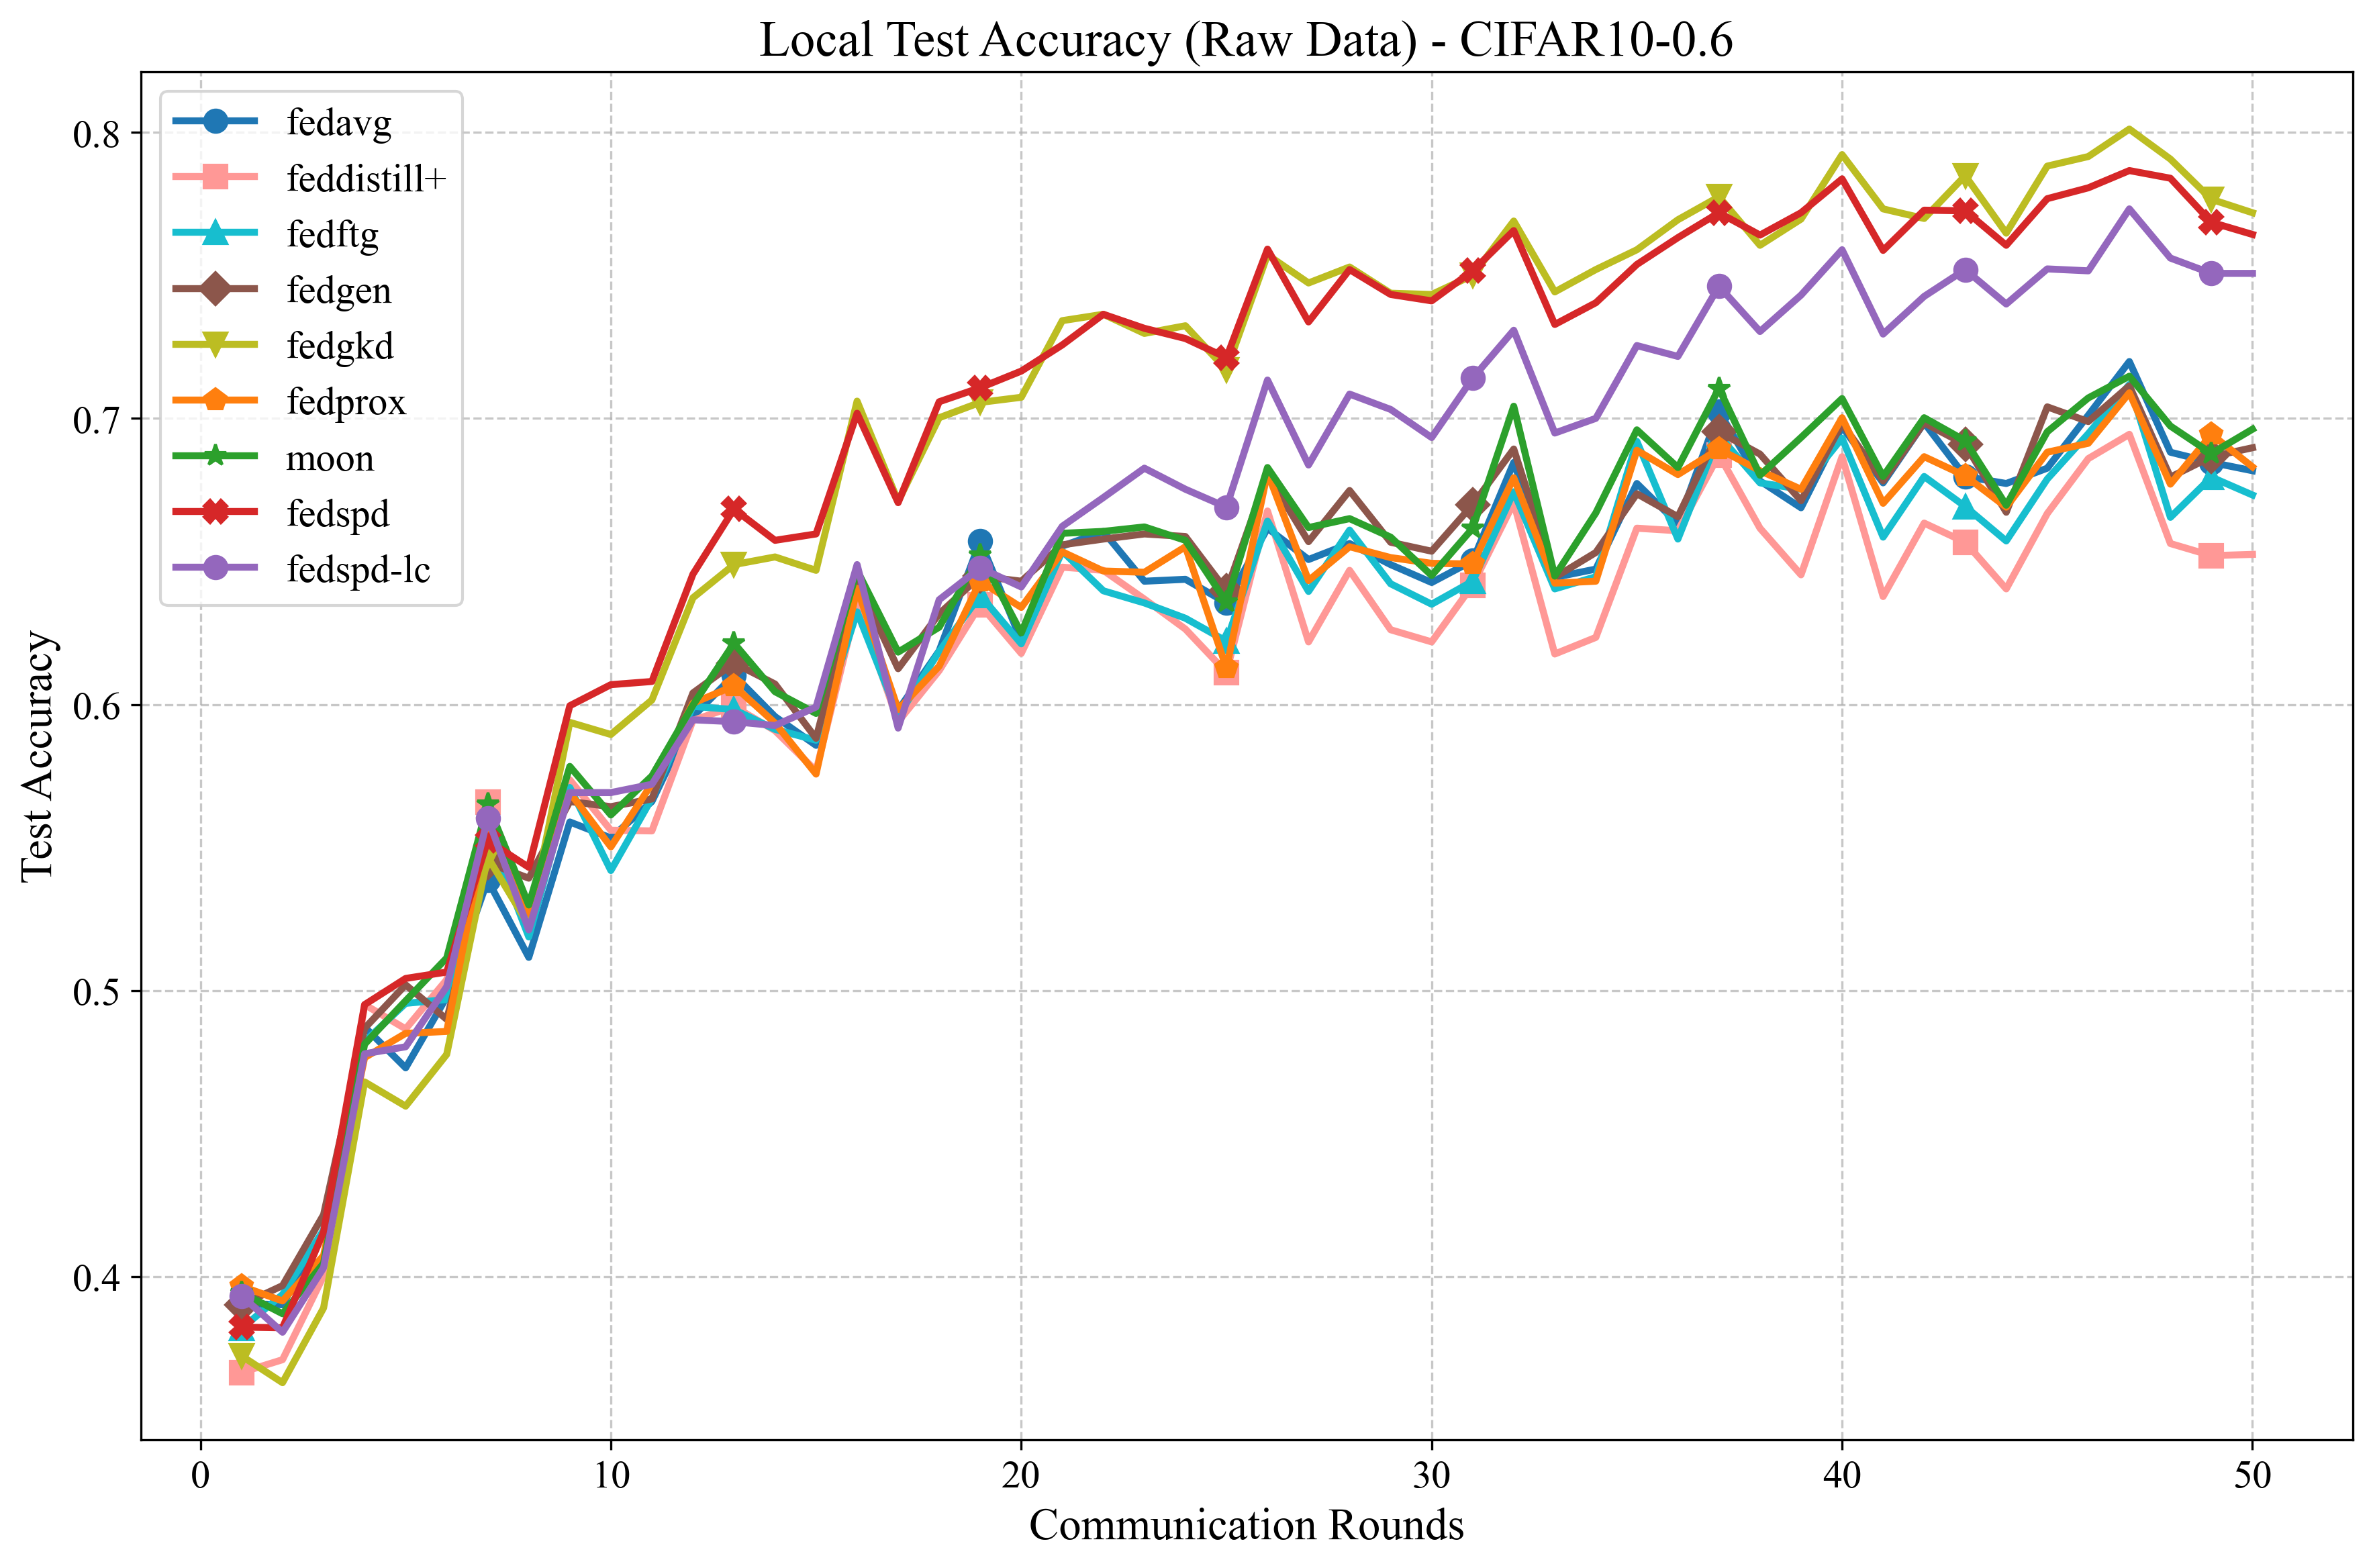 Local Test Accuracy (Raw Data) - CIFAR10-0.6
fedavg
feddistill+
fedftg
fedgen
fedgkd
fedprox
moon
fedspd
fedspd-lc
Test Accuracy
0.8
0.7
0.6
0.5
0.4
0 10 20 30 40 50
Communication Rounds